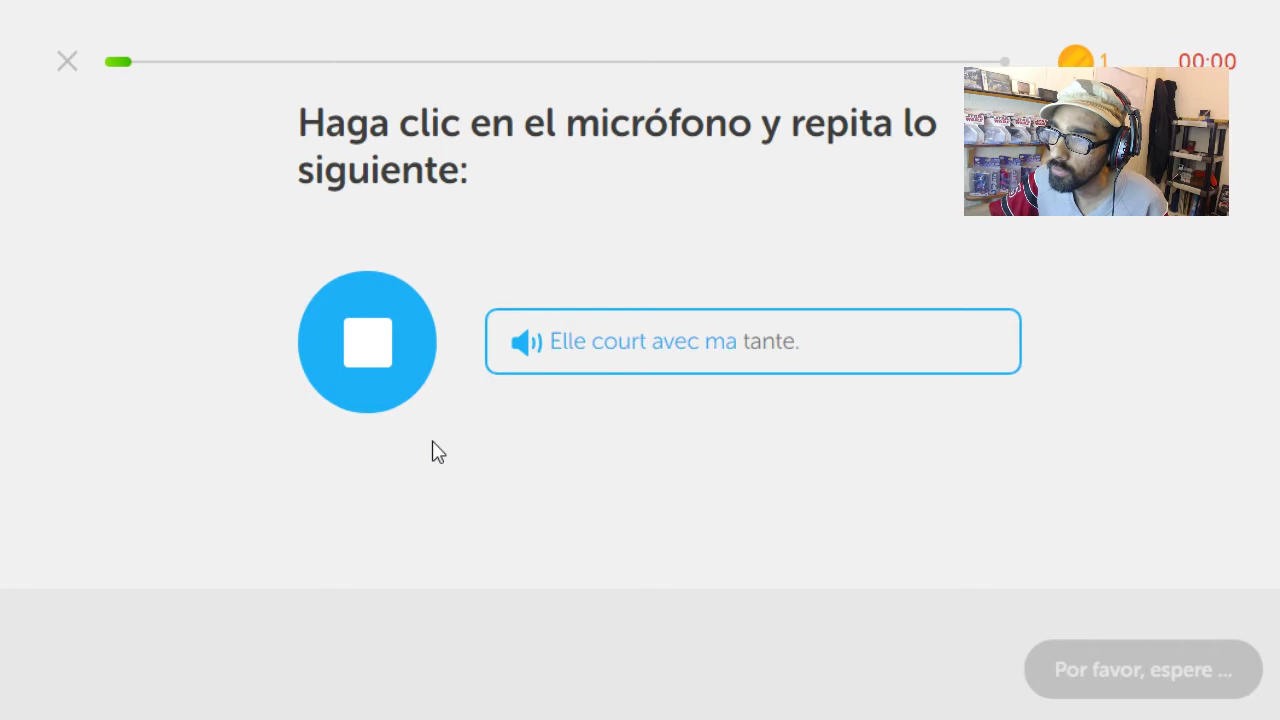 1
00:00
Haga clic en el micrófono y repita lo
siguiente:
Elle court avec ma tante.
Por favor, espere ...